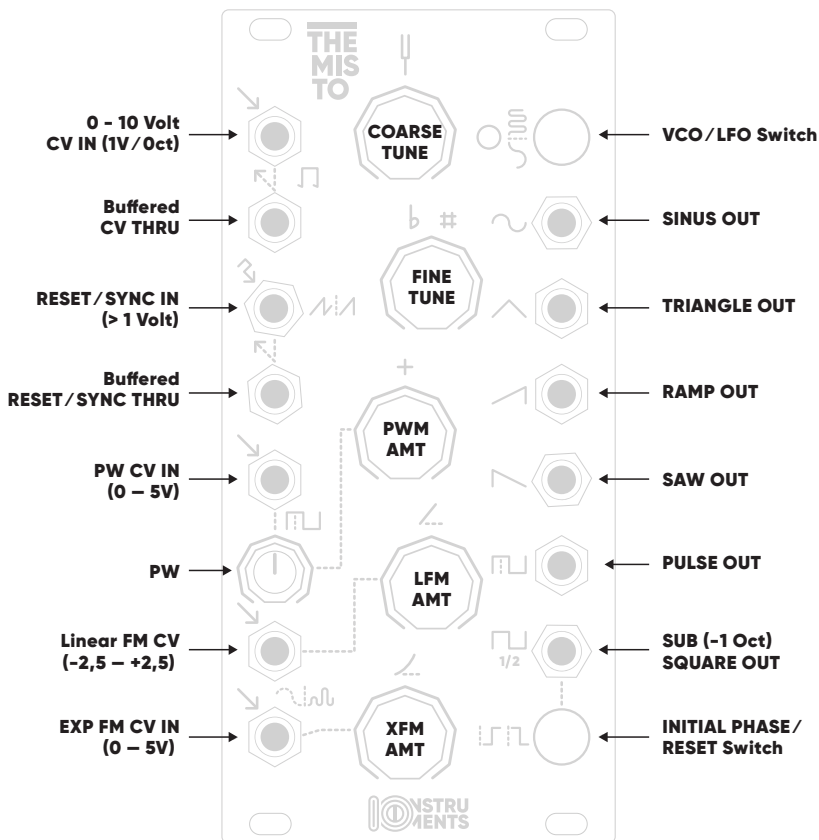 THE
MIS
TO
0 - 10 Volt
CV IN (1V/0ct)
Buffered
CV THRU
RESET/SYNC IN
(> 1 Volt)
Buffered
RESET/SYNC THRU
PW CV IN
(0 – 5V)
PW
Linear FM CV
(-2,5 – +2,5)
EXP FM CV IN
(0 – 5V)
COARSE
TUNE
FINE
TUNE
PWM
AMT
LFM
AMT
XFM
AMT
VCO/LFO Switch
SINUS OUT
TRIANGLE OUT
RAMP OUT
SAW OUT
PULSE OUT
1/2
SUB (-1 Oct)
SQUARE OUT
INITIAL PHASE/
RESET Switch